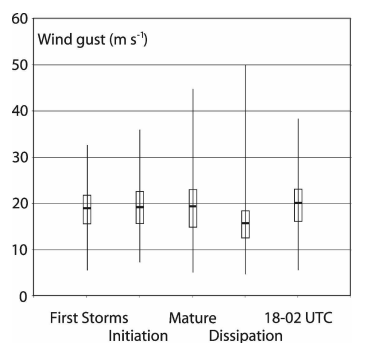 60
Wind gust (m s⁻¹)
50
40
30
20
10
0
First Storms Mature 18-02 UTC
Initiation Dissipation